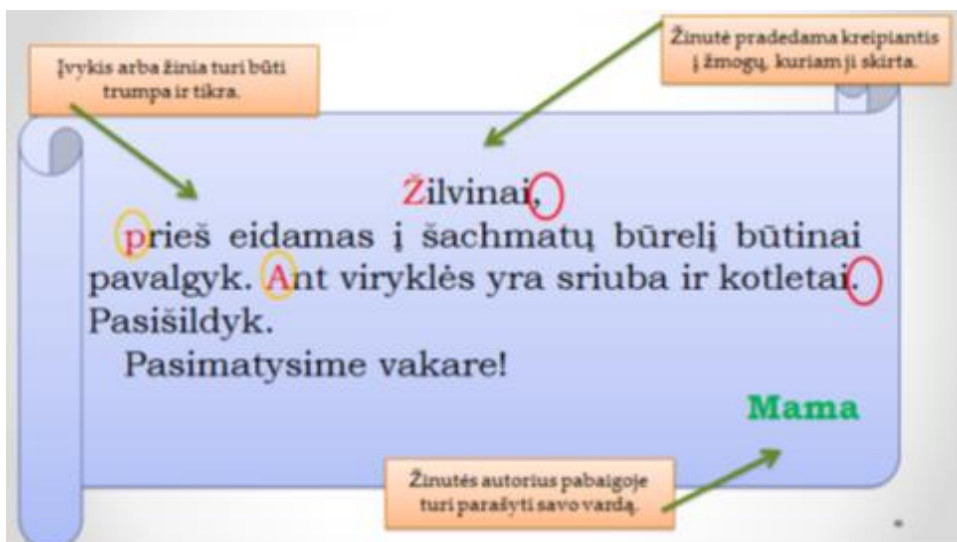 Įvykis arba žinia turi būti
trumpa ir tikra.
Žinutė pradedama kreipiantis
į žmogų, kuriam ji skirta.
Žilvinai,
prieš eidamas į šachmatų būrelį būtinai
pavalgyk. Ant viryklės yra sriuba ir kotletai.
Pasišildyk.
Pasimatysime vakare!
Mama
Žinutės autorius pabaigoje
turi parašyti savo vardą.